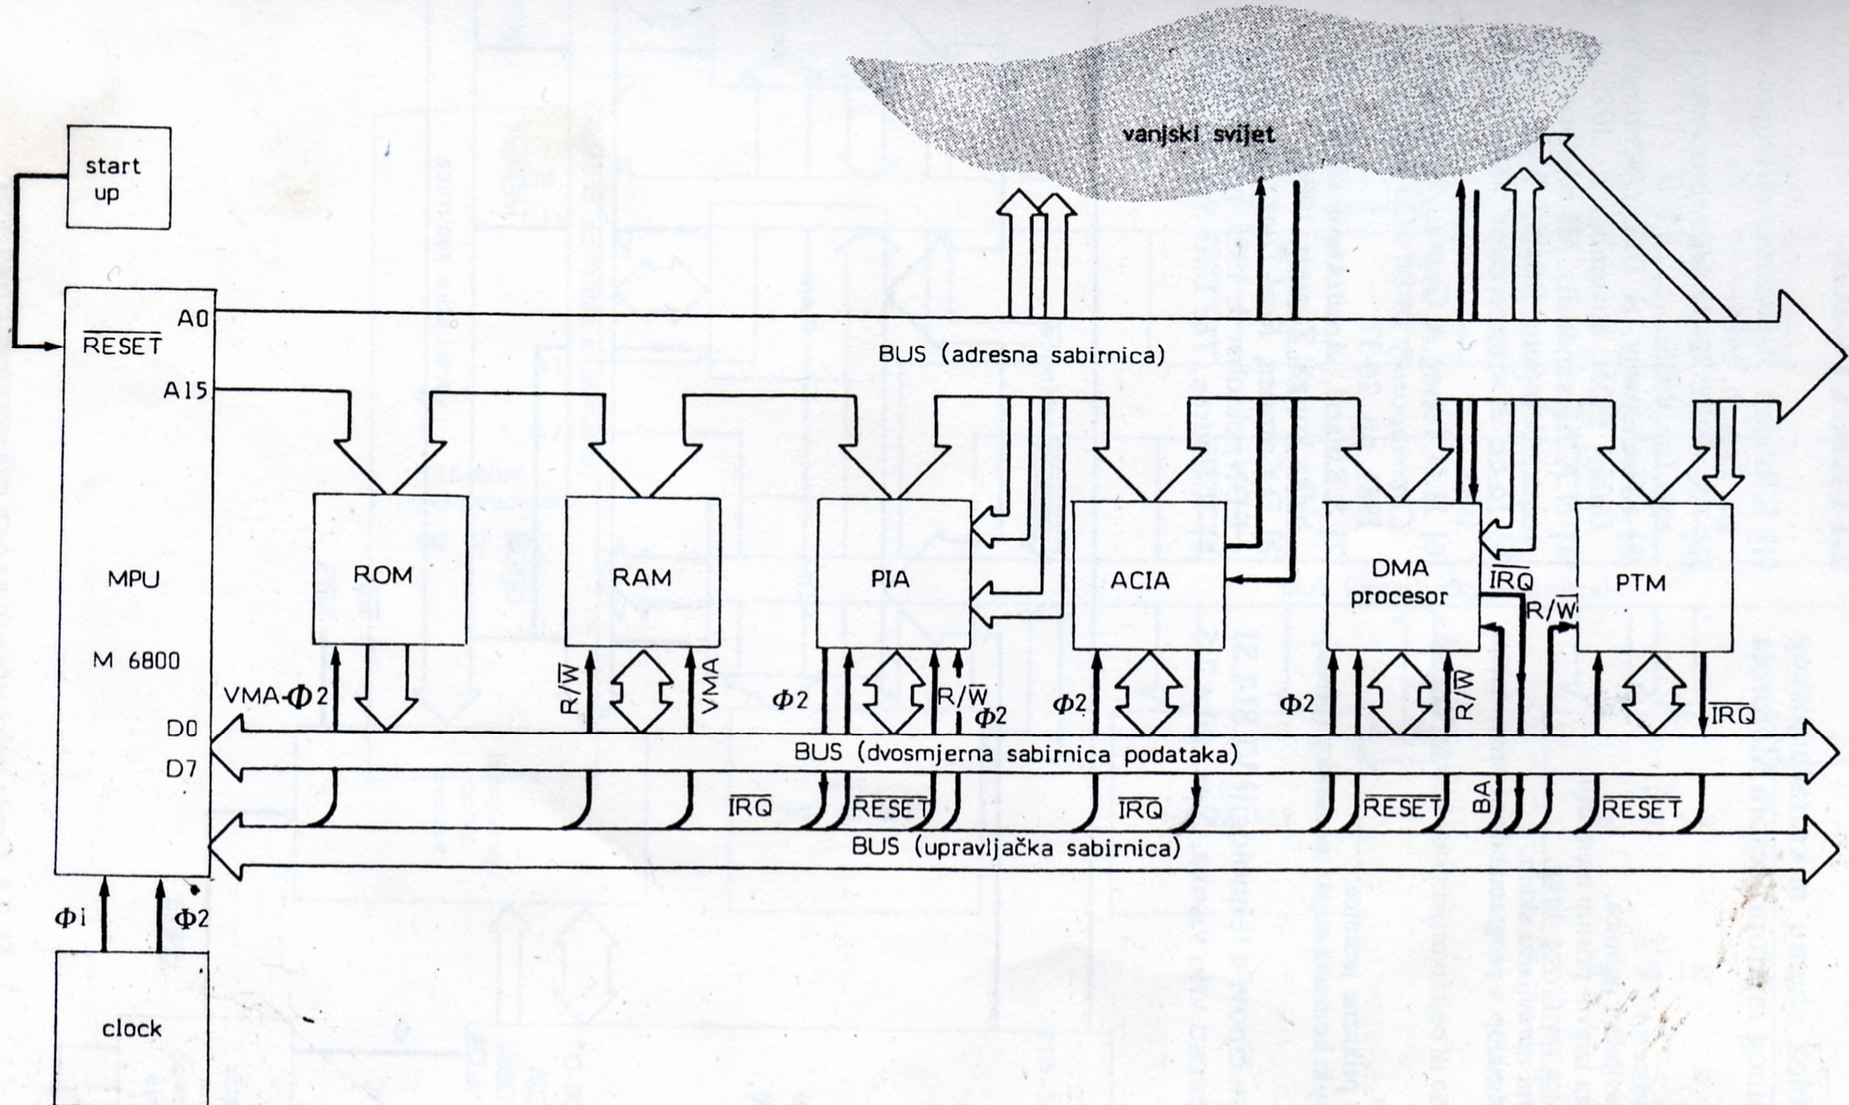 vanjski svijet
start
up
A0
RESET
BUS (adresna sabirnica)
A15
MPU
M 6800
ROM
RAM
PIA
ACIA
DMA
procesor
IRQ
R/W
PTM
VMA-Φ2
R/W
VMA
Φ2
R/W
Φ2
Φ2
Φ2
R/W
IRQ
D0
BUS (dvosmjerna sabirnica podataka)
D7
IRQ
RESET
IRQ
RESET
BA
RESET
BUS (upravljačka sabirnica)
Φ1
Φ2
clock